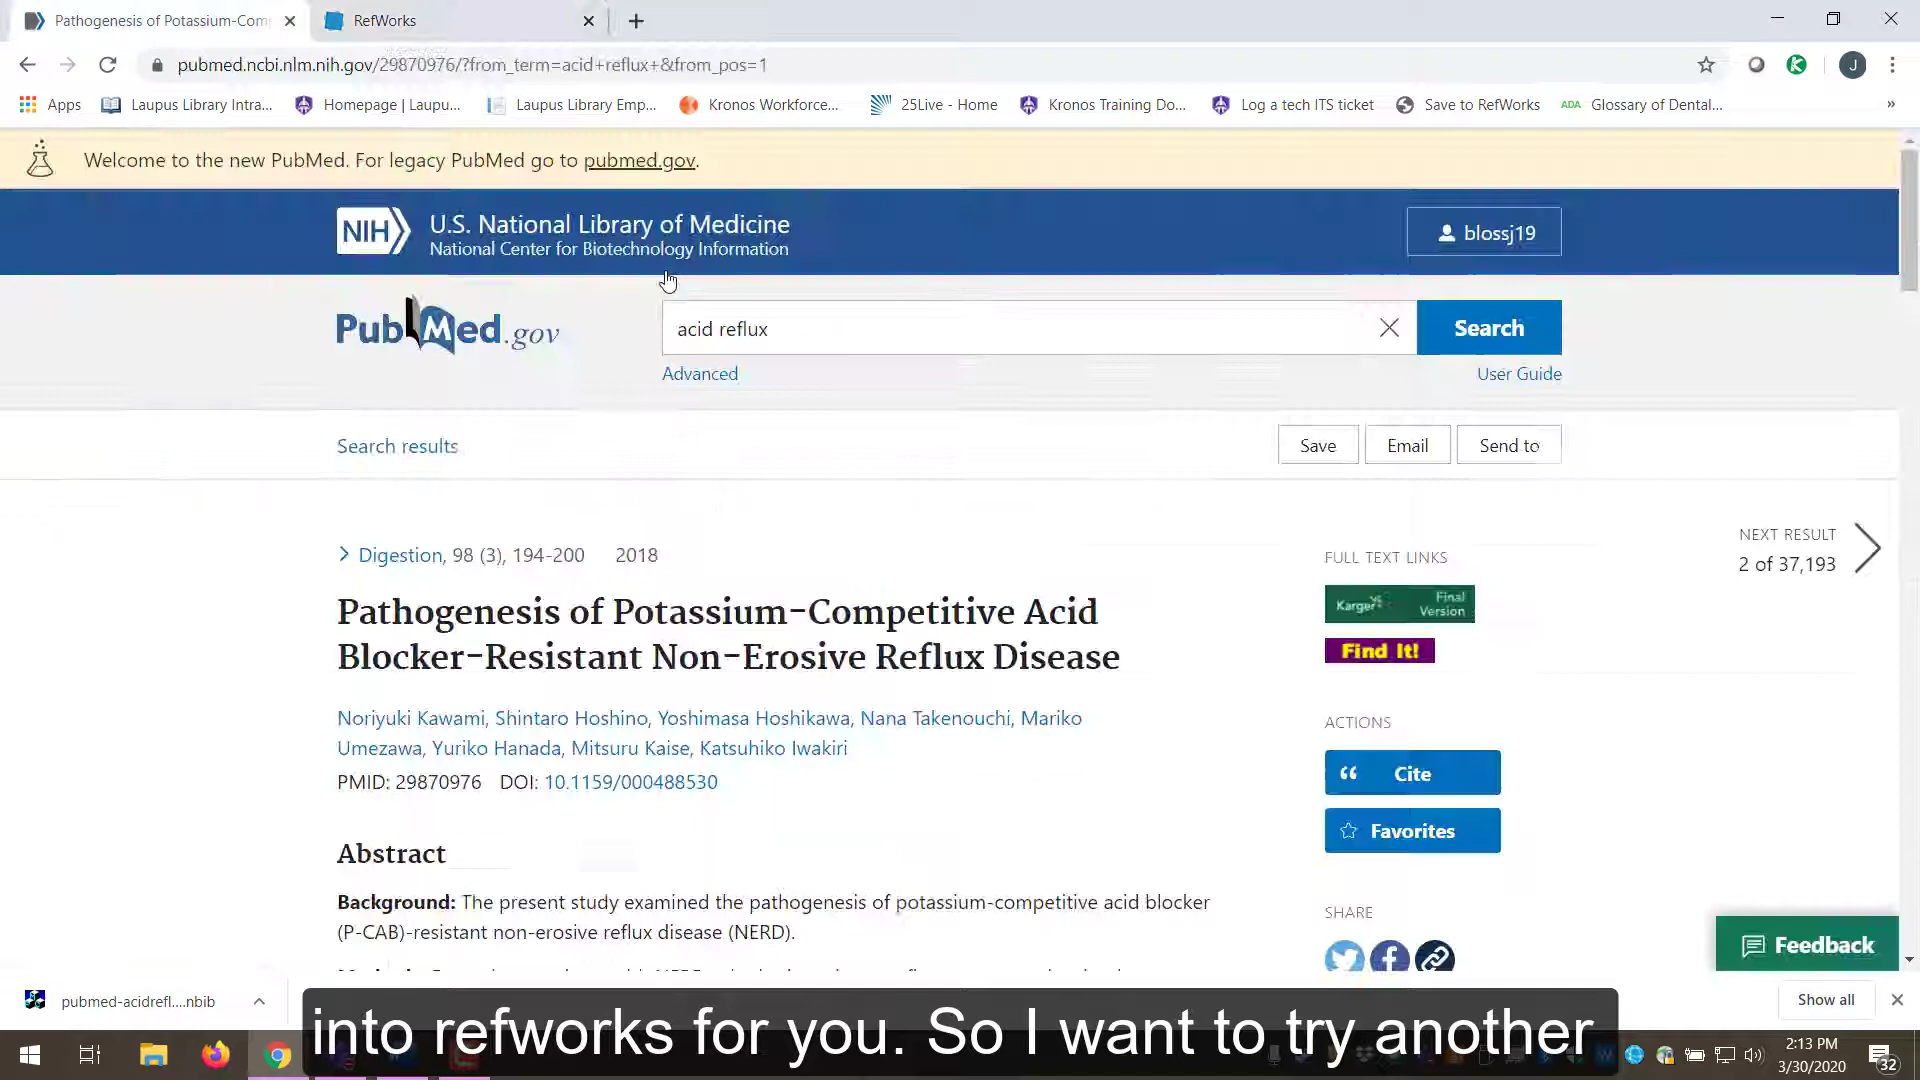 Pathogenesis of Potassium-Com
RefWorks
pubmed.ncbi.nlm.nih.gov/29870976/?from_term=acid+reflux+&from_pos=1
J
Apps
Laupus Library Intra...
Homepage | Laupu...
Laupus Library Emp...
Kronos Workforce...
25Live - Home
Kronos Training Do...
Log a tech ITS ticket
Save to RefWorks
ADA Glossary of Dental...
»
Welcome to the new PubMed. For legacy PubMed go to pubmed.gov.
NIH
U.S. National Library of Medicine
National Center for Biotechnology Information
blossj19
PubMed.gov
acid reflux
Search
Advanced
User Guide
Search results
Save
Email
Send to
NEXT RESULT
2 of 37,193
Digestion, 98 (3), 194-200 2018
FULL TEXT LINKS
Karger Final Version
Find It!
Pathogenesis of Potassium-Competitive Acid
Blocker-Resistant Non-Erosive Reflux Disease
Noriyuki Kawami, Shintaro Hoshino, Yoshimasa Hoshikawa, Nana Takenouchi, Mariko
Umezawa, Yuriko Hanada, Mitsuru Kaise, Katsuhiko Iwakiri
PMID: 29870976 DOI: 10.1159/000488530
ACTIONS
Cite
Favorites
Abstract
Background: The present study examined the pathogenesis of potassium-competitive acid blocker
(P-CAB)-resistant non-erosive reflux disease (NERD).
SHARE
Feedback
pubmed-acidrefl....nbib
Show all
into refworks for you. So I want to try another
2:13 PM
3/30/2020
32